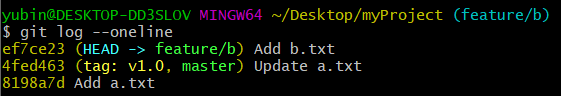 yubin@DESKTOP-DD3SLOV MINGW64 ~/Desktop/myProject (feature/b)
$ git log --oneline
ef7ce23 (HEAD -> feature/b) Add b.txt
4fed463 (tag: v1.0, master) Update a.txt
8198a7d Add a.txt